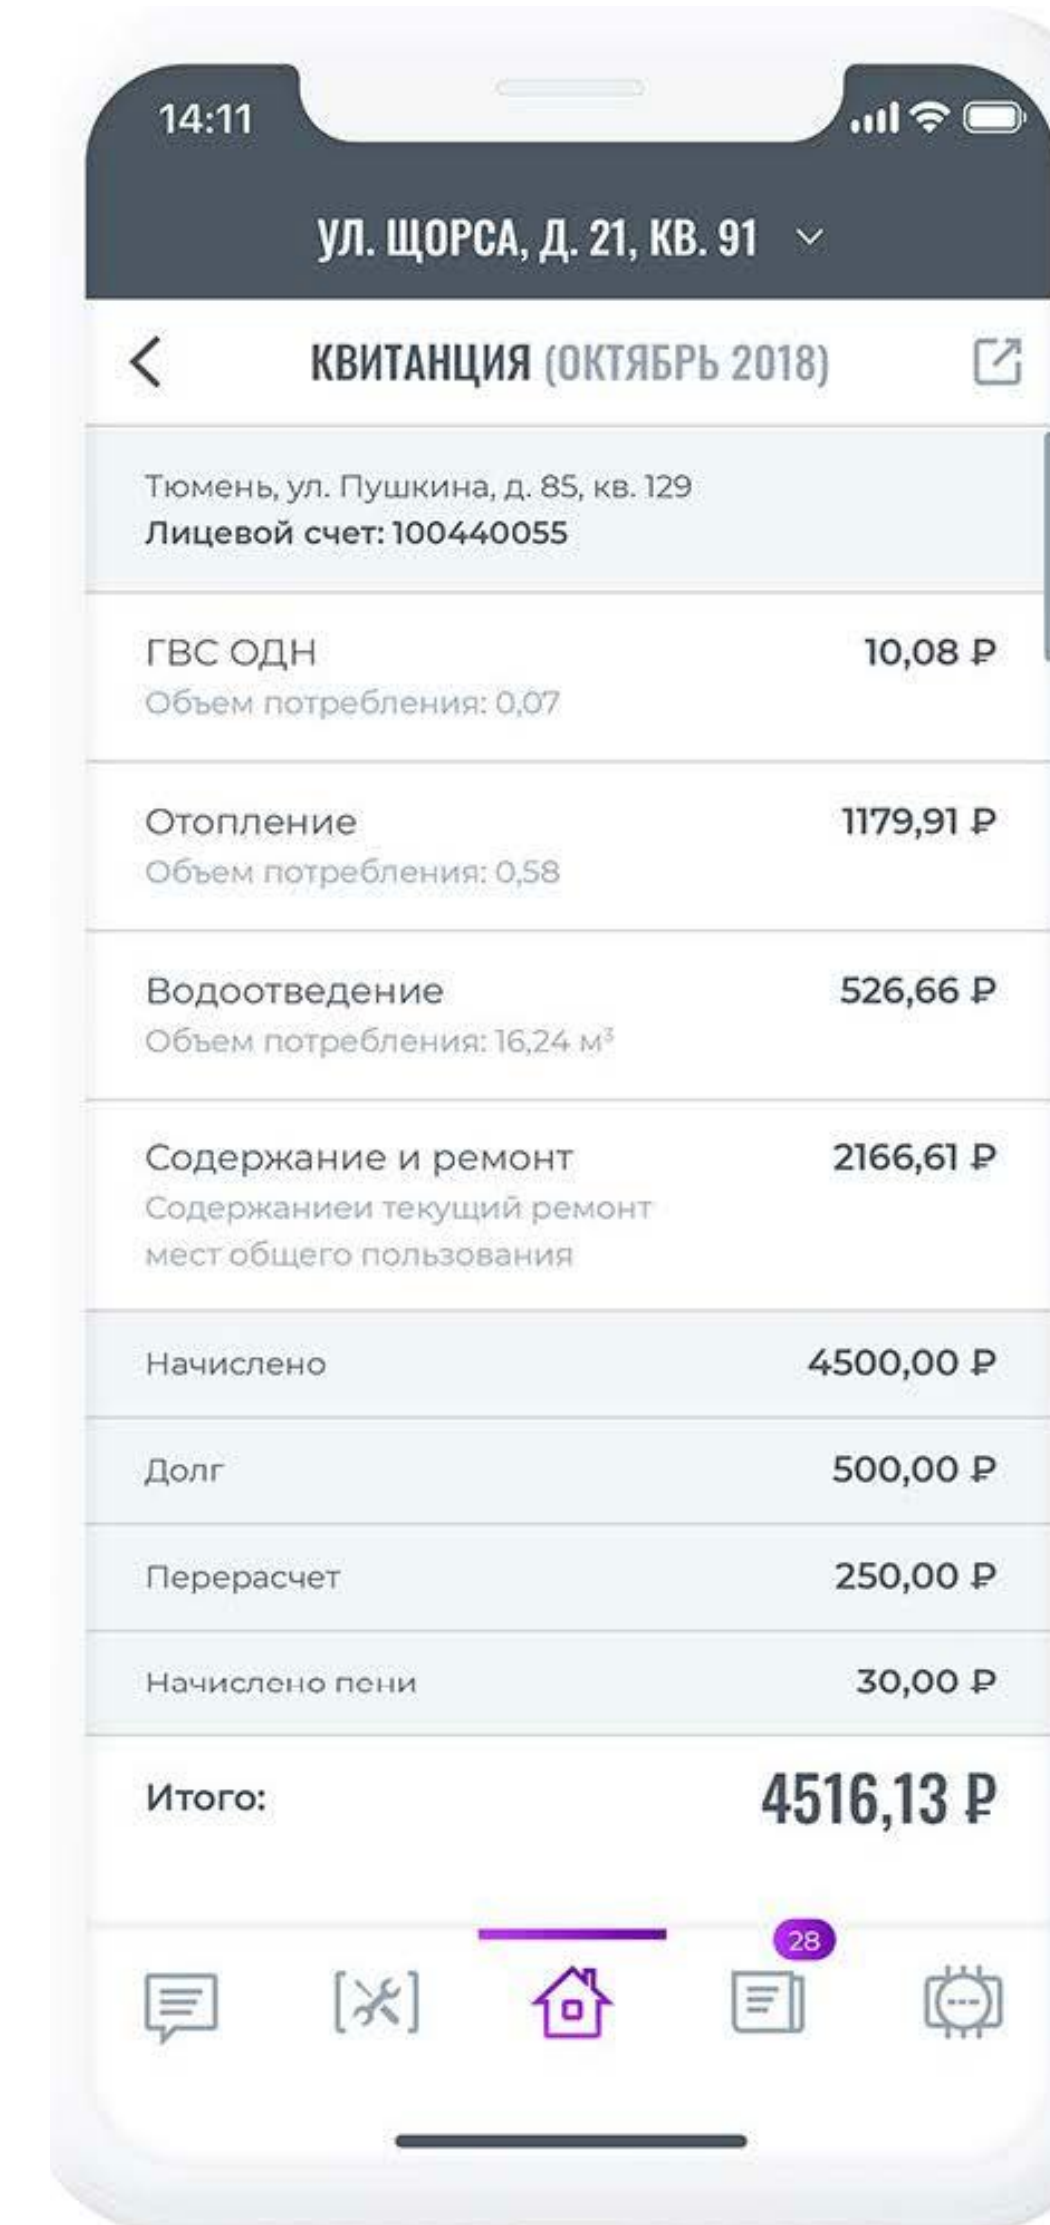 14:11
УЛ. ЩОРСА, Д. 21, КВ. 91
КВИТАНЦИЯ (ОКТЯБРЬ 2018)
Тюмень, ул. Пушкина, д. 85, кв. 129
Лицевой счет: 100440055
ГВС ОДН 10,08 ₽
Объем потребления: 0,07
Отопление 1179,91 ₽
Объем потребления: 0,58
Водоотведение 526,66 ₽
Объем потребления: 16,24 м³
Содержание и ремонт 2166,61 ₽
Содержаниеи текущий ремонт
мест общего пользования
Начислено 4500,00 ₽
Долг 500,00 ₽
Перерасчет 250,00 ₽
Начислено пени 30,00 ₽
Итого: 4516,13 ₽
28